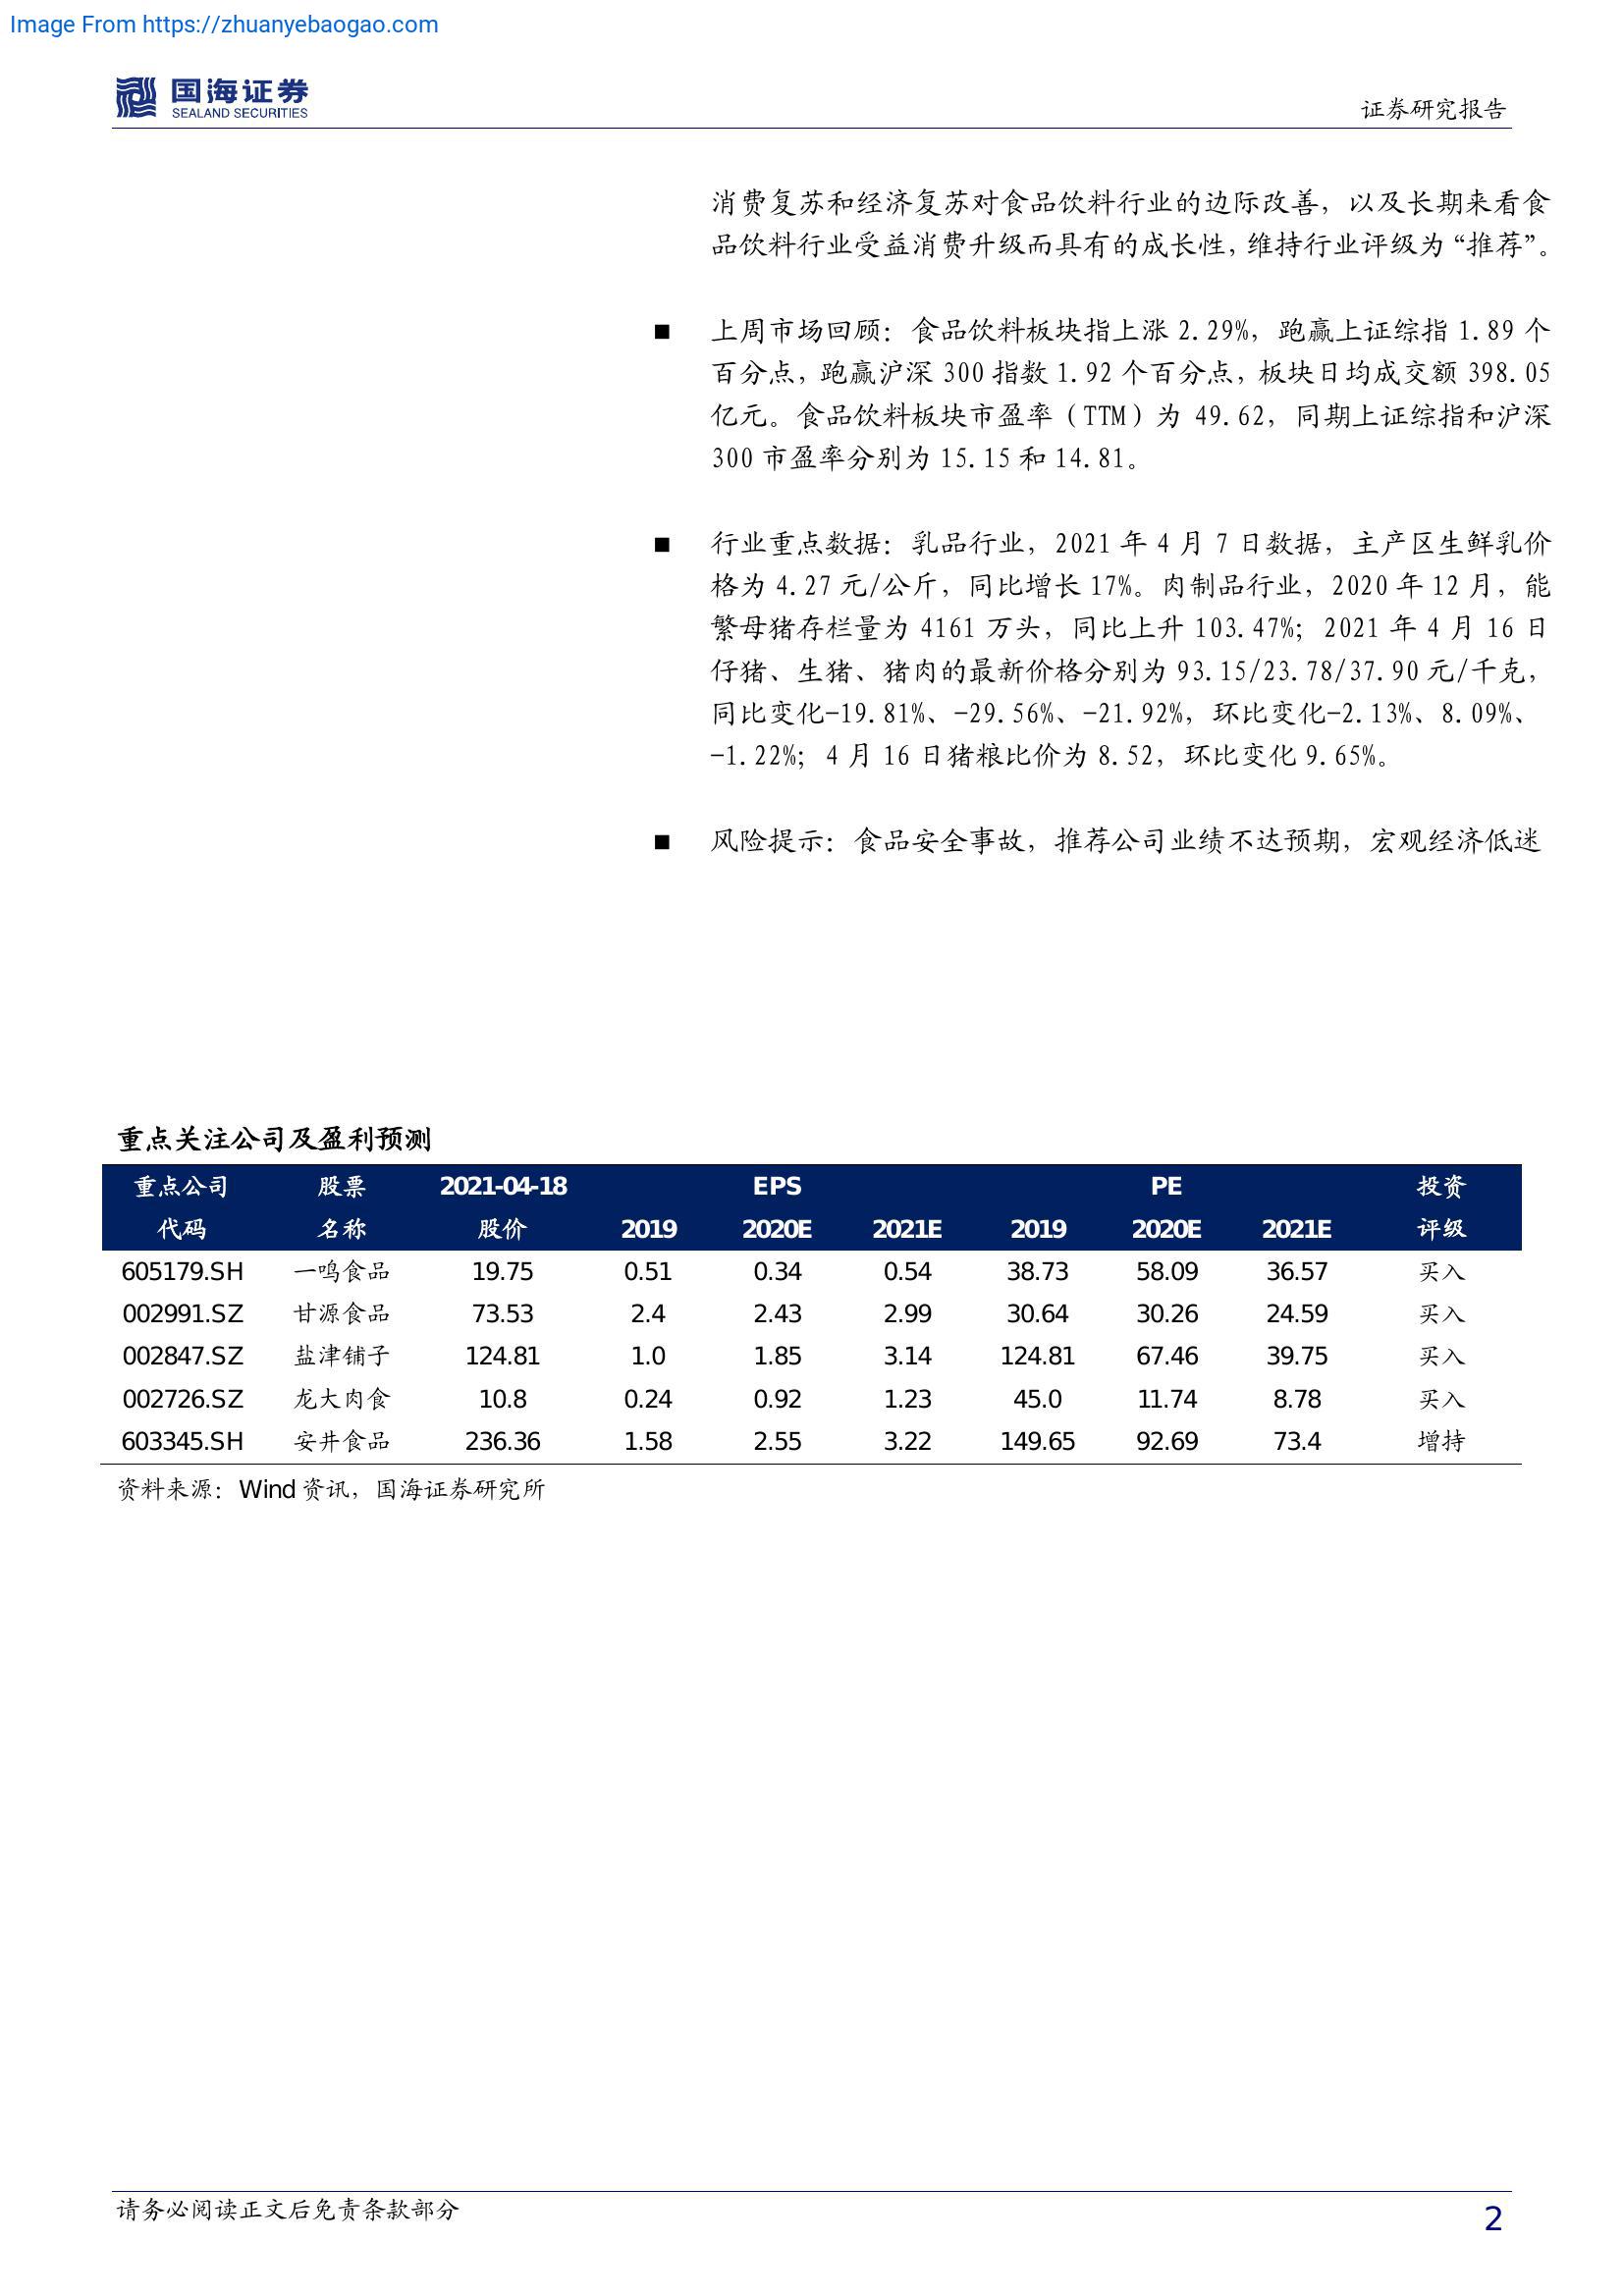 Image From https://zhuanyebaogao.com
国海证券
SEALAND SECURITIES
证券研究报告
消费复苏和经济复苏对食品饮料行业的边际改善，以及长期来看食
品饮料行业受益消费升级而具有的成长性，维持行业评级为“推荐”。
■ 上周市场回顾：食品饮料板块指上涨 2.29%，跑赢上证综指 1.89 个
百分点，跑赢沪深 300 指数 1.92 个百分点，板块日均成交额 398.05
亿元。食品饮料板块市盈率（TTM）为 49.62，同期上证综指和沪深
300 市盈率分别为 15.15 和 14.81。
■ 行业重点数据：乳品行业，2021 年 4 月 7 日数据，主产区生鲜乳价
格为 4.27 元/公斤，同比增长 17%。肉制品行业，2020 年 12 月，能
繁母猪存栏量为 4161 万头，同比上升 103.47%；2021 年 4 月 16 日
仔猪、生猪、猪肉的最新价格分别为 93.15/23.78/37.90 元/千克，
同比变化-19.81%、-29.56%、-21.92%，环比变化-2.13%、8.09%、
-1.22%；4 月 16 日猪粮比价为 8.52，环比变化 9.65%。
■ 风险提示：食品安全事故，推荐公司业绩不达预期，宏观经济低迷
重点关注公司及盈利预测
重点公司 股票 2021-04-18 EPS PE 投资
代码 名称 股价 2019 2020E 2021E 2019 2020E 2021E 评级
605179.SH 一鸣食品 19.75 0.51 0.34 0.54 38.73 58.09 36.57 买入
002991.SZ 甘源食品 73.53 2.4 2.43 2.99 30.64 30.26 24.59 买入
002847.SZ 盐津铺子 124.81 1.0 1.85 3.14 124.81 67.46 39.75 买入
002726.SZ 龙大肉食 10.8 0.24 0.92 1.23 45.0 11.74 8.78 买入
603345.SH 安井食品 236.36 1.58 2.55 3.22 149.65 92.69 73.4 增持
资料来源：Wind 资讯，国海证券研究所
请务必阅读正文后免责条款部分
2